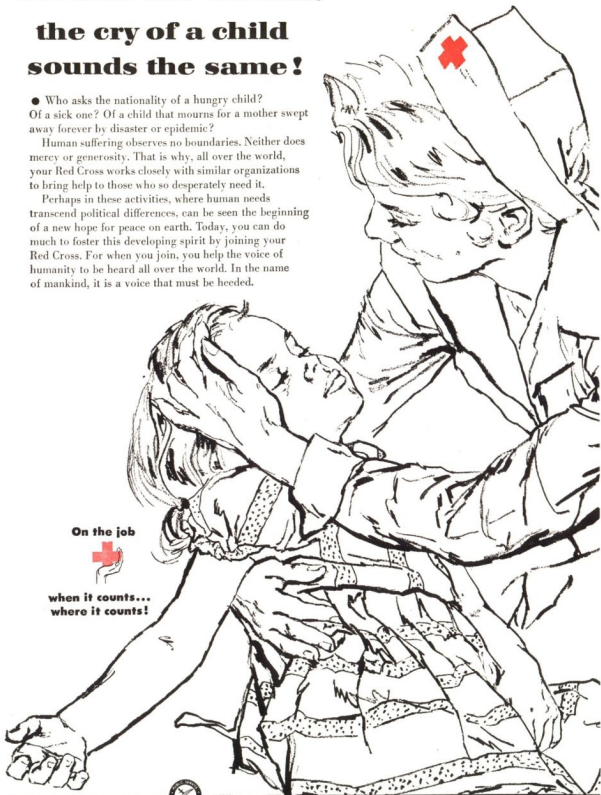 the cry of a child
sounds the same!
● Who asks the nationality of a hungry child?
Of a sick one? Of a child that mourns for a mother swept
away forever by disaster or epidemic?
Human suffering observes no boundaries. Neither does
mercy or generosity. That is why, all over the world,
your Red Cross works closely with similar organizations
to bring help to those who so desperately need it.
Perhaps in these activities, where human needs
transcend political differences, can be seen the beginning
of a new hope for peace on earth. Today, you can do
much to foster this developing spirit by joining your
Red Cross. For when you join, you help the voice of
humanity to be heard all over the world. In the name
of mankind, it is a voice that must be heeded.
On the job
when it counts...
where it counts!